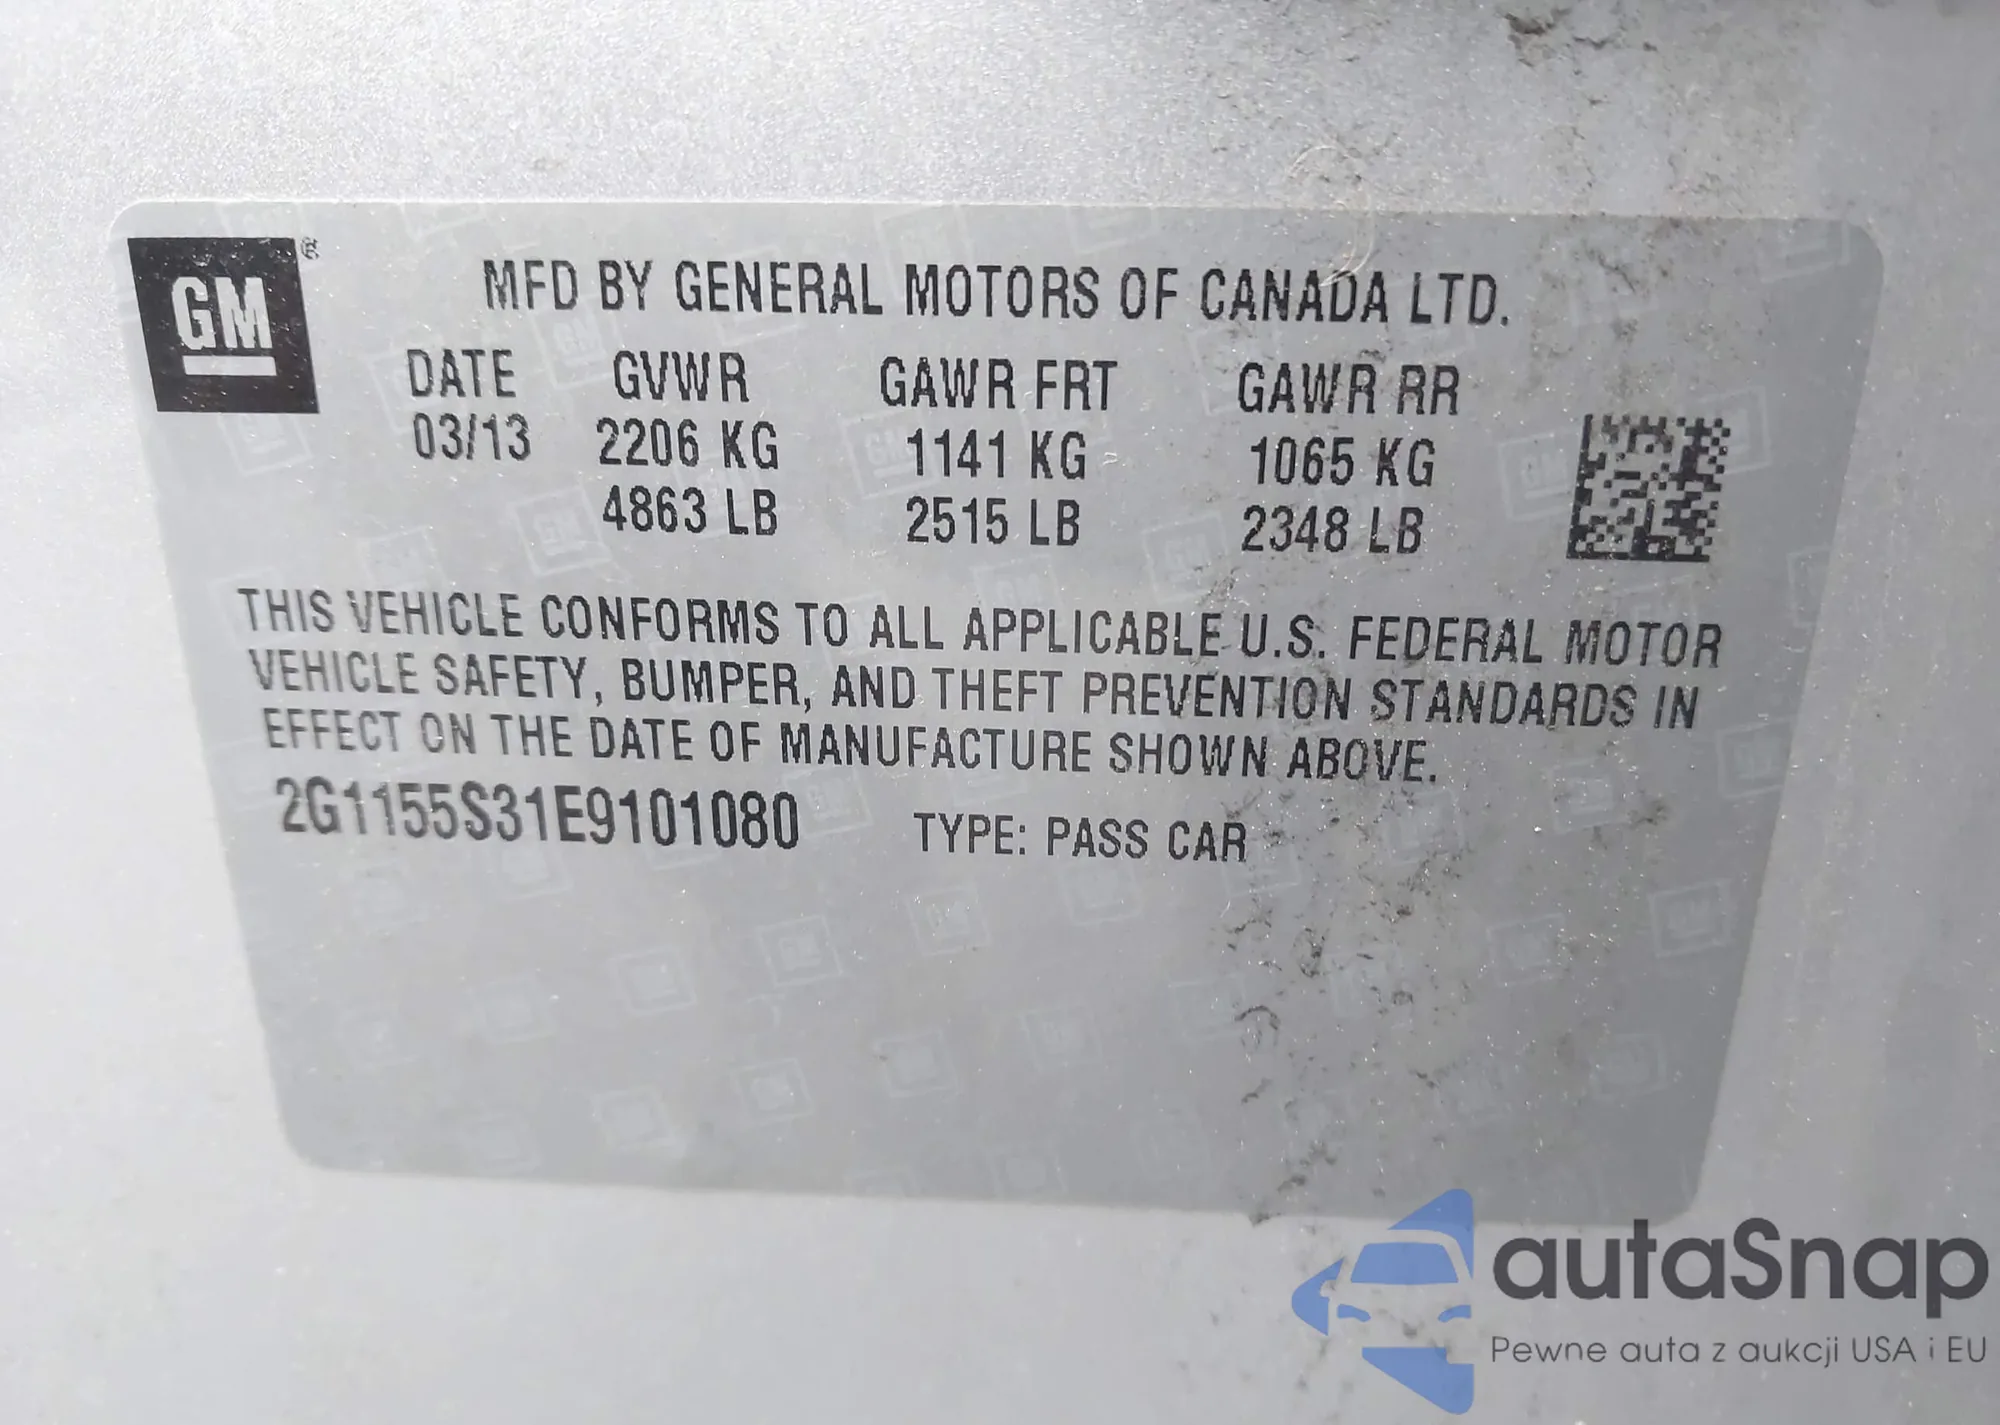 GM ®
MFD BY GENERAL MOTORS OF CANADA LTD.
DATE GVWR GAWR FRT GAWR RR
03/13 2206 KG 1141 KG 1065 KG
4863 LB 2515 LB 2348 LB
THIS VEHICLE CONFORMS TO ALL APPLICABLE U.S. FEDERAL MOTOR
VEHICLE SAFETY, BUMPER, AND THEFT PREVENTION STANDARDS IN
EFFECT ON THE DATE OF MANUFACTURE SHOWN ABOVE.
2G1155S31E9101080 TYPE: PASS CAR
autaSnap
Pewne auta z aukcji USA i EU